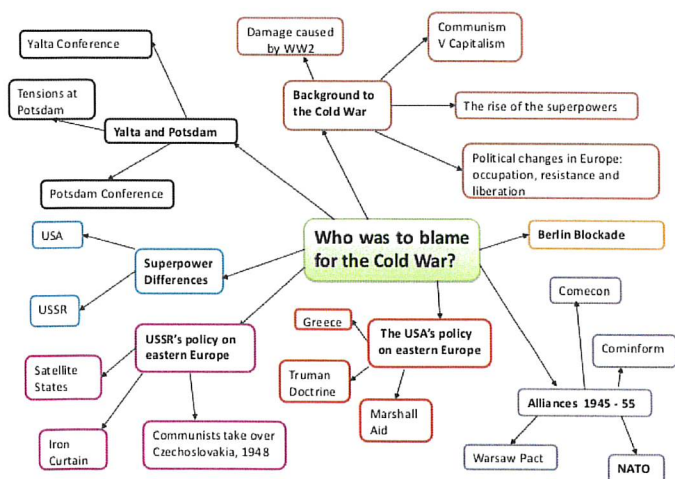 Yalta Conference
Tensions at
Potsdam
Yalta and Potsdam
Potsdam Conference
Damage caused
by WW2
Communism
V Capitalism
Background to
the Cold War
The rise of the superpowers
Political changes in Europe:
occupation, resistance and
liberation
Who was to blame
for the Cold War?
Berlin Blockade
USA
Superpower
Differences
USSR
USSR's policy on
eastern Europe
Satellite
States
Iron
Curtain
Communists take over
Czechoslovakia, 1948
Greece
The USA's policy
on eastern Europe
Truman
Doctrine
Marshall
Aid
Comecon
Cominform
Alliances 1945 - 55
Warsaw Pact
NATO